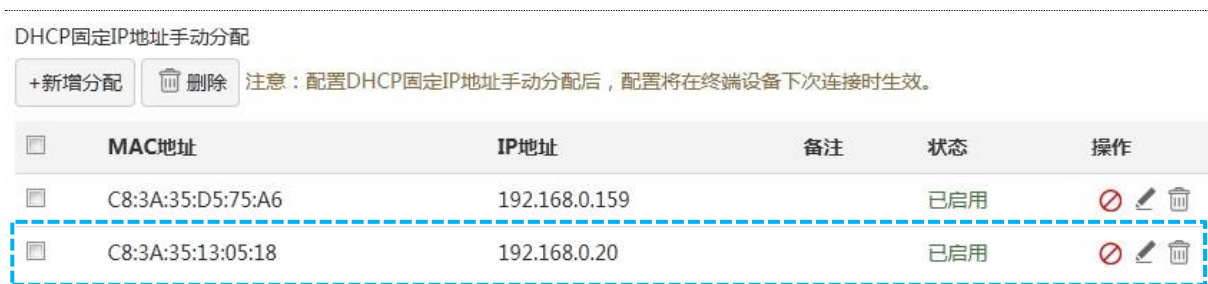 DHCP固定IP地址手动分配
+新增分配 删除 注意：配置DHCP固定IP地址手动分配后，配置将在终端设备下次连接时生效。
MAC地址 IP地址 备注 状态 操作
C8:3A:35:D5:75:A6 192.168.0.159 已启用
C8:3A:35:13:05:18 192.168.0.20 已启用